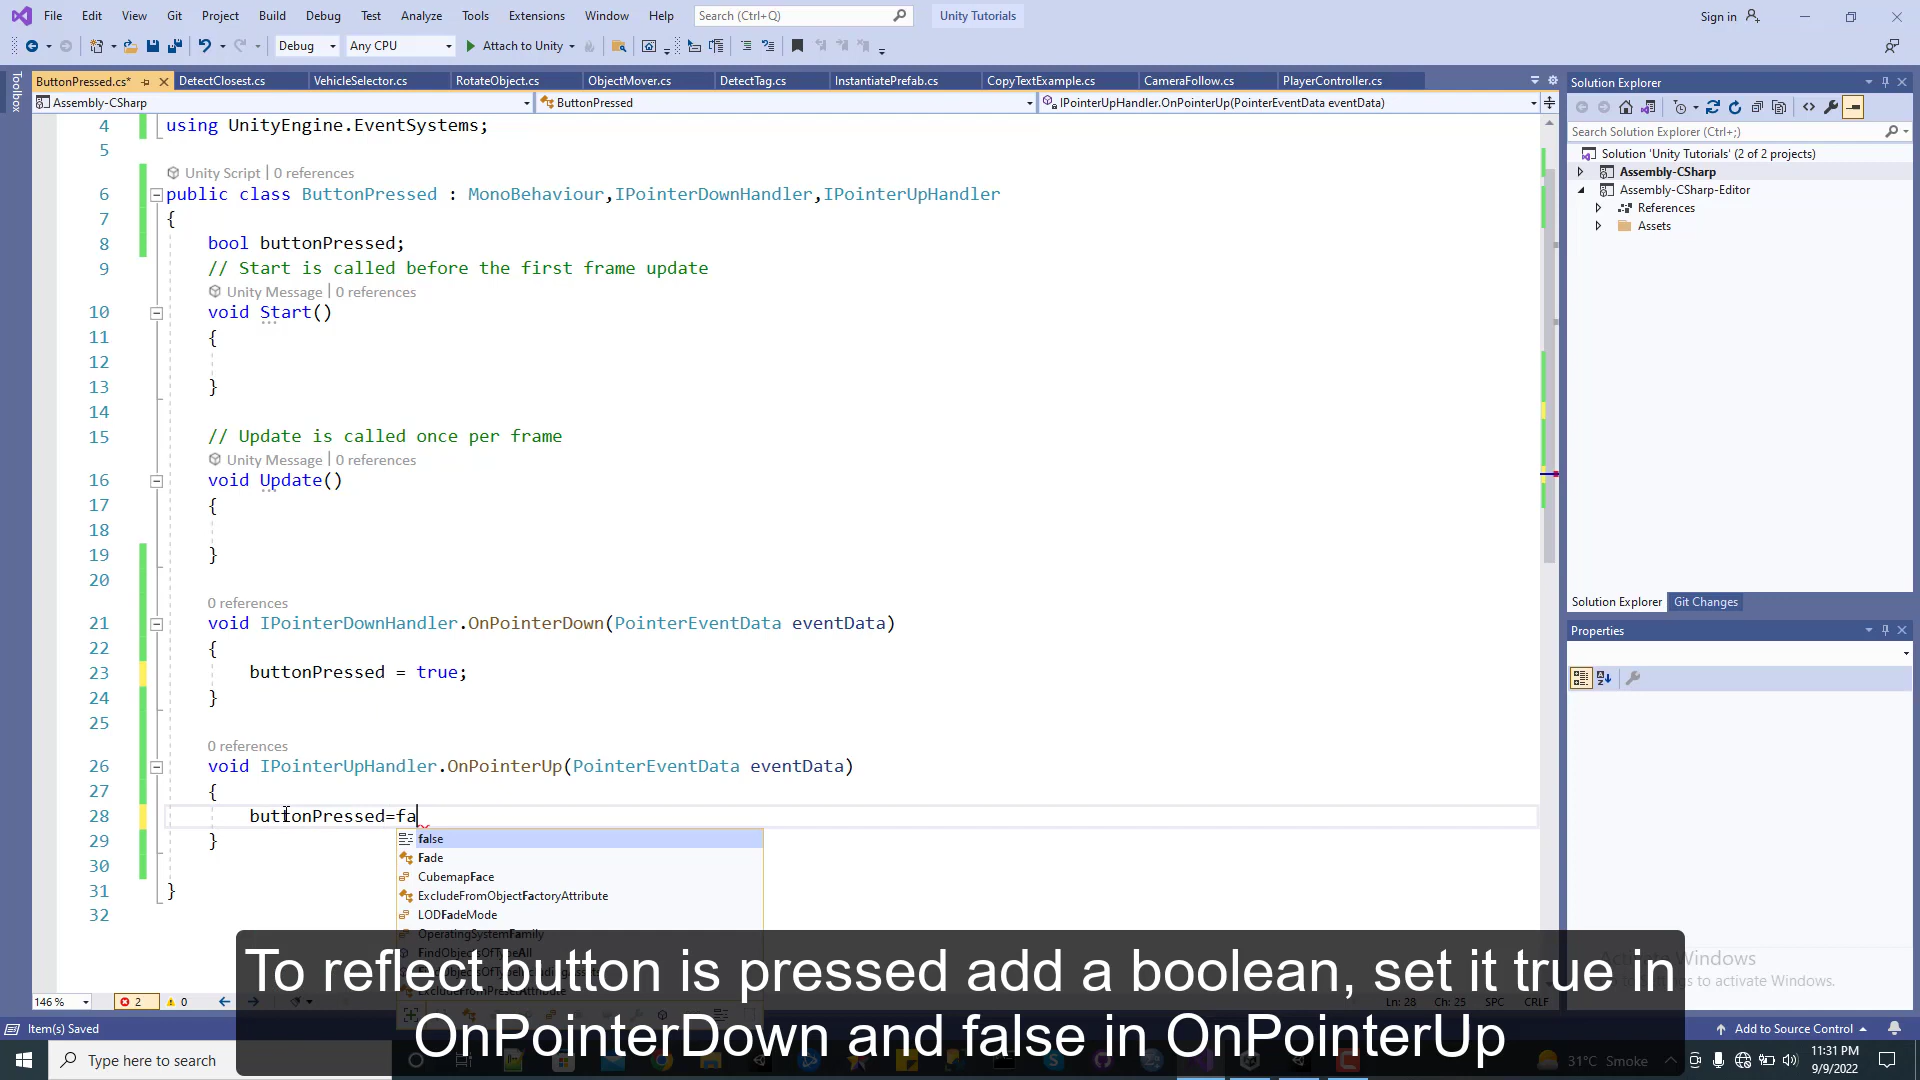 File Edit View Git Project Build Debug Test Analyze Tools Extensions Window Help Search (Ctrl+Q) Unity Tutorials Sign in
Debug Any CPU Attach to Unity
ButtonPressed.cs* DetectClosest.cs VehicleSelector.cs RotateObject.cs ObjectMover.cs DetectTag.cs InstantiatePrefab.cs CopyTextExample.cs CameraFollow.cs PlayerController.cs
Toolbox
Assembly-CSharp ButtonPressed IPointerUpHandler.OnPointerUp(PointerEventData eventData)
4 using UnityEngine.EventSystems;
5
Unity Script | 0 references
6 public class ButtonPressed : MonoBehaviour,IPointerDownHandler,IPointerUpHandler
7 {
8 bool buttonPressed;
9 // Start is called before the first frame update
Unity Message | 0 references
10 void Start()
11 {
12
13 }
14
15 // Update is called once per frame
Unity Message | 0 references
16 void Update()
17 {
18
19 }
20
0 references
21 void IPointerDownHandler.OnPointerDown(PointerEventData eventData)
22 {
23 buttonPressed = true;
24 }
25
0 references
26 void IPointerUpHandler.OnPointerUp(PointerEventData eventData)
27 {
28 buttonPressed=fa
29 }
30
31 }
32
false
Fade
CubemapFace
ExcludeFromObjectFactoryAttribute
LODFadeMode
OperatingSystemFamily
Solution Explorer
Search Solution Explorer (Ctrl+;)
Solution 'Unity Tutorials' (2 of 2 projects)
Assembly-CSharp
Assembly-CSharp-Editor
References
Assets
Solution Explorer Git Changes
Properties
To reflect button is pressed add a boolean, set it true in
OnPointerDown and false in OnPointerUp
146 % 2 0 Ln: 28 Ch: 25 SPC CRLF
Item(s) Saved Add to Source Control
Type here to search 31°C Smoke 11:31 PM
9/9/2022